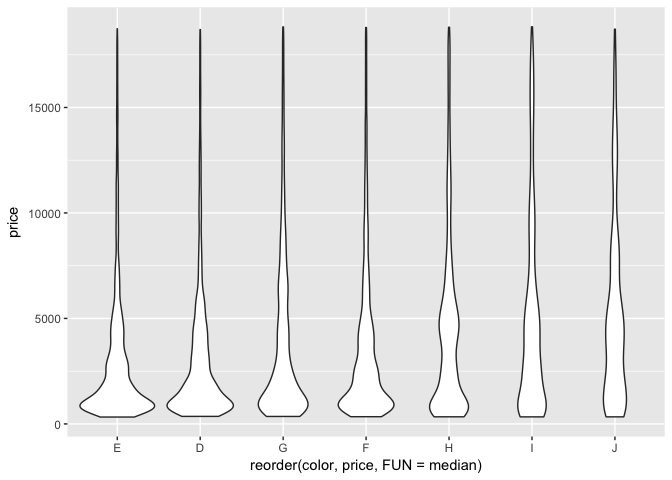 15000
10000
5000
0
price
E D G F H I J
reorder(color, price, FUN = median)